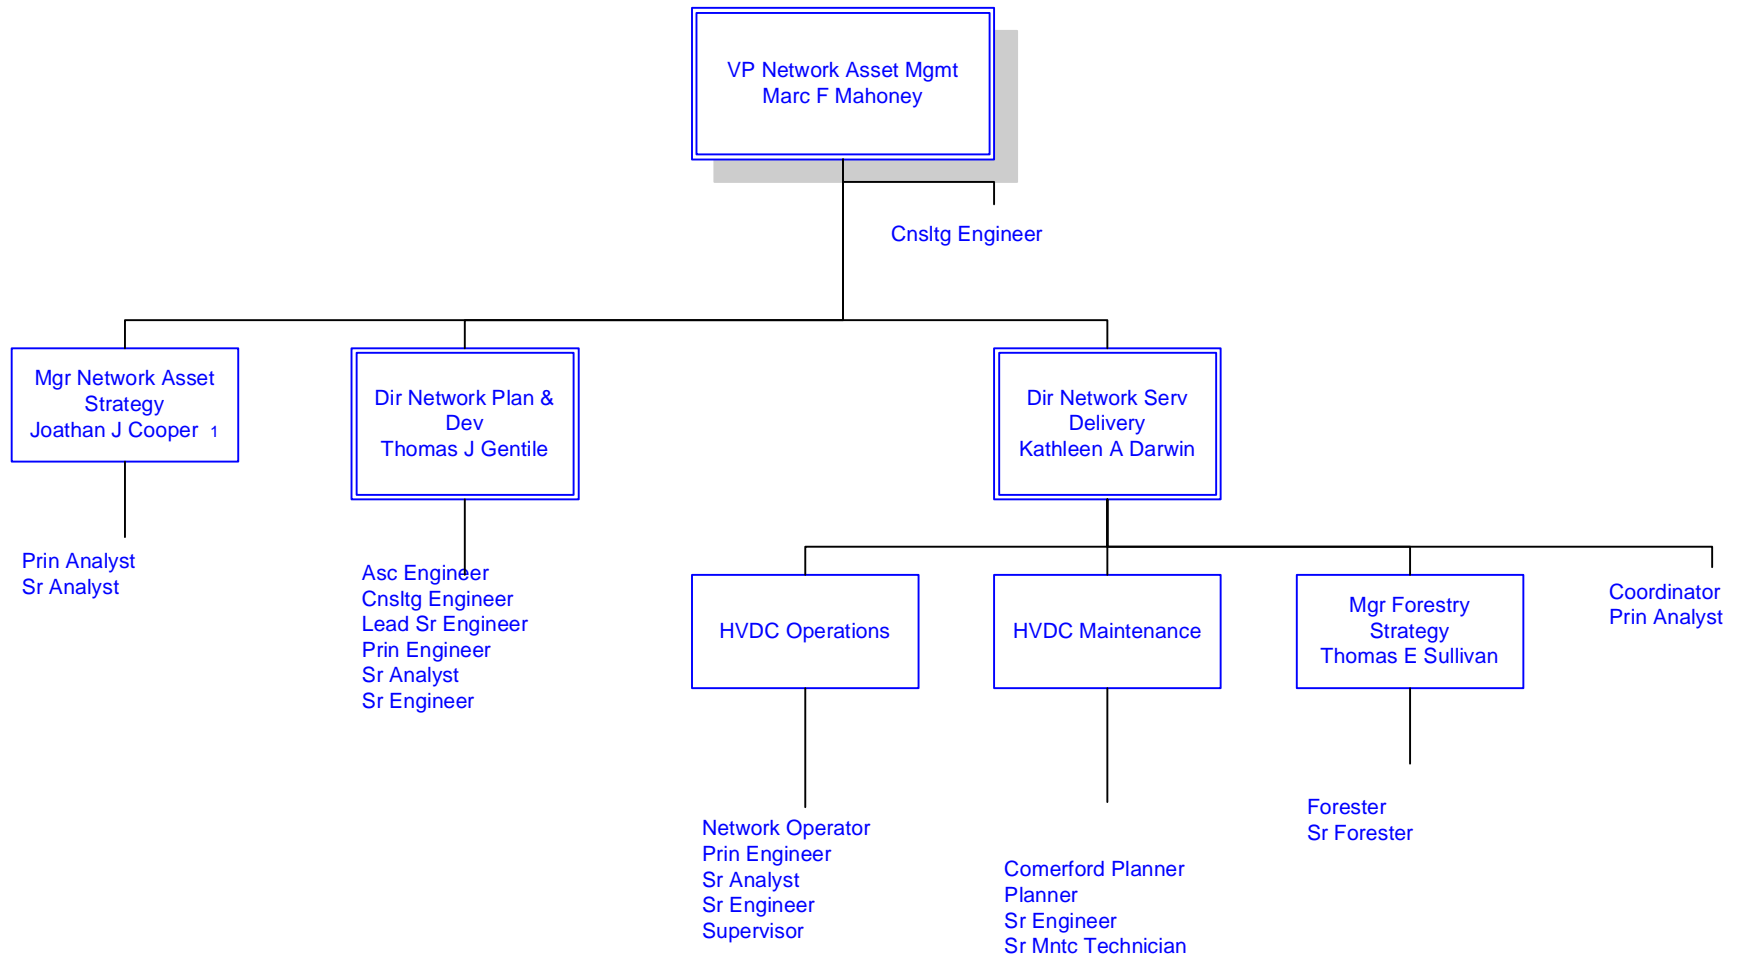 VP Network Asset Mgmt
Marc F Mahoney
Cnsltg Engineer
Mgr Network Asset
Strategy
Joathan J Cooper 1
Dir Network Plan &
Dev
Thomas J Gentile
Dir Network Serv
Delivery
Kathleen A Darwin
Prin Analyst
Sr Analyst
Asc Engineer
Cnsltg Engineer
Lead Sr Engineer
Prin Engineer
Sr Analyst
Sr Engineer
HVDC Operations
HVDC Maintenance
Mgr Forestry
Strategy
Thomas E Sullivan
Coordinator
Prin Analyst
Network Operator
Prin Engineer
Sr Analyst
Sr Engineer
Supervisor
Comerford Planner
Planner
Sr Engineer
Sr Mntc Technician
Forester
Sr Forester